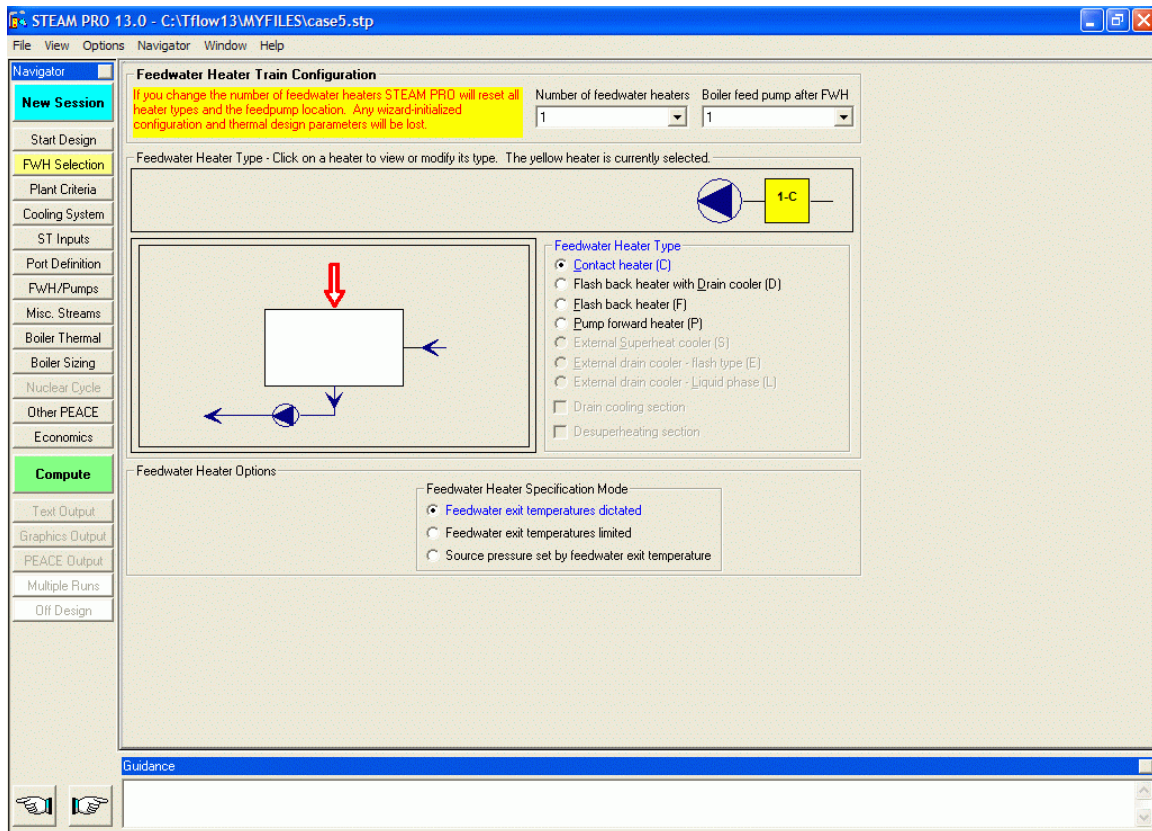 STEAM PRO 13.0 - C:\Tflow13\MYFILES\case5.stp
File View Options Navigator Window Help
Navigator
New Session
Start Design
FWH Selection
Plant Criteria
Cooling System
ST Inputs
Port Definition
FWH/Pumps
Misc. Streams
Boiler Thermal
Boiler Sizing
Nuclear Cycle
Other PEACE
Economics
Compute
Text Output
Graphics Output
PEACE Output
Multiple Runs
Off Design
Feedwater Heater Train Configuration
If you change the number of feedwater heaters STEAM PRO will reset all
heater types and the feedpump location. Any wizard-initialized
configuration and thermal design parameters will be lost.
Number of feedwater heaters
1
Boiler feed pump after FWH
1
Feedwater Heater Type - Click on a heater to view or modify its type. The yellow heater is currently selected.
1-C
Feedwater Heater Type
Contact heater (C)
Flash back heater with Drain cooler (D)
Flash back heater (F)
Pump forward heater (P)
External Superheat cooler (S)
External drain cooler - flash type (E)
External drain cooler - Liquid phase (L)
Drain cooling section
Desuperheating section
Feedwater Heater Options
Feedwater Heater Specification Mode
Feedwater exit temperatures dictated
Feedwater exit temperatures limited
Source pressure set by feedwater exit temperature
Guidance